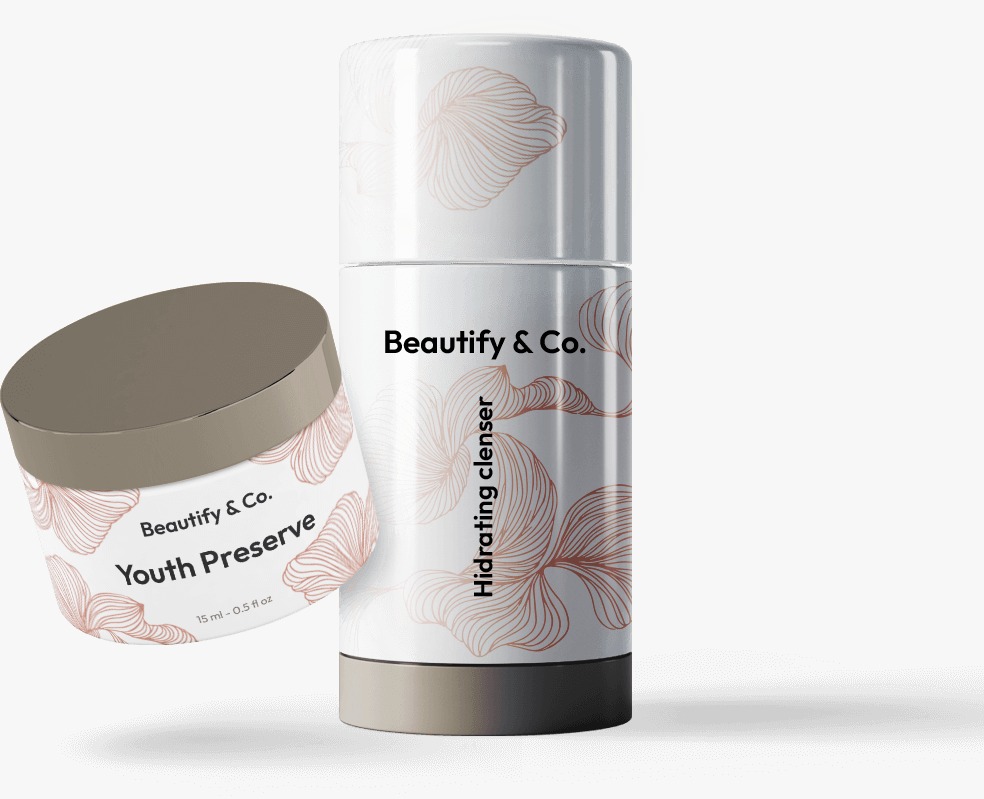 Beautify & Co.
Hidrating clenser
Beautify & Co.
Youth Preserve
15 ml - 0.5 fl oz